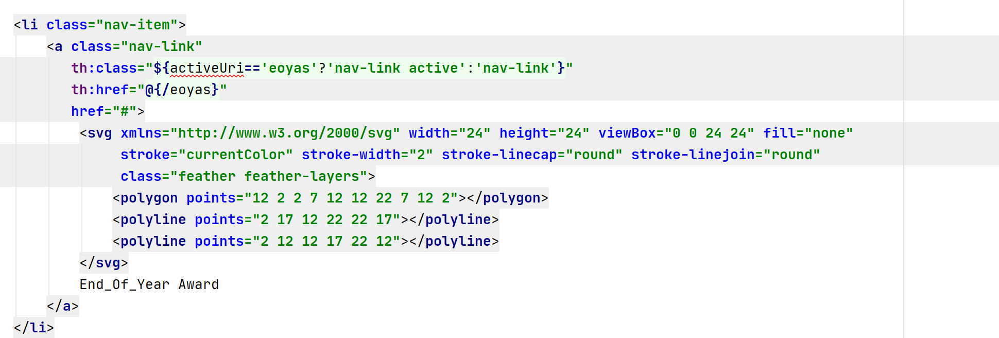 <li class="nav-item">
<a class="nav-link"
th:class="${activeUri=='eoyas'?'nav-link active':'nav-link'}"
th:href="@{/eoyas}"
href="#">
<svg xmlns="http://www.w3.org/2000/svg" width="24" height="24" viewBox="0 0 24 24" fill="none"
stroke="currentColor" stroke-width="2" stroke-linecap="round" stroke-linejoin="round"
class="feather feather-layers">
<polygon points="12 2 2 7 12 12 22 7 12 2"></polygon>
<polyline points="2 17 12 22 22 17"></polyline>
<polyline points="2 12 12 17 22 12"></polyline>
</svg>
End_Of_Year Award
</a>
</li>